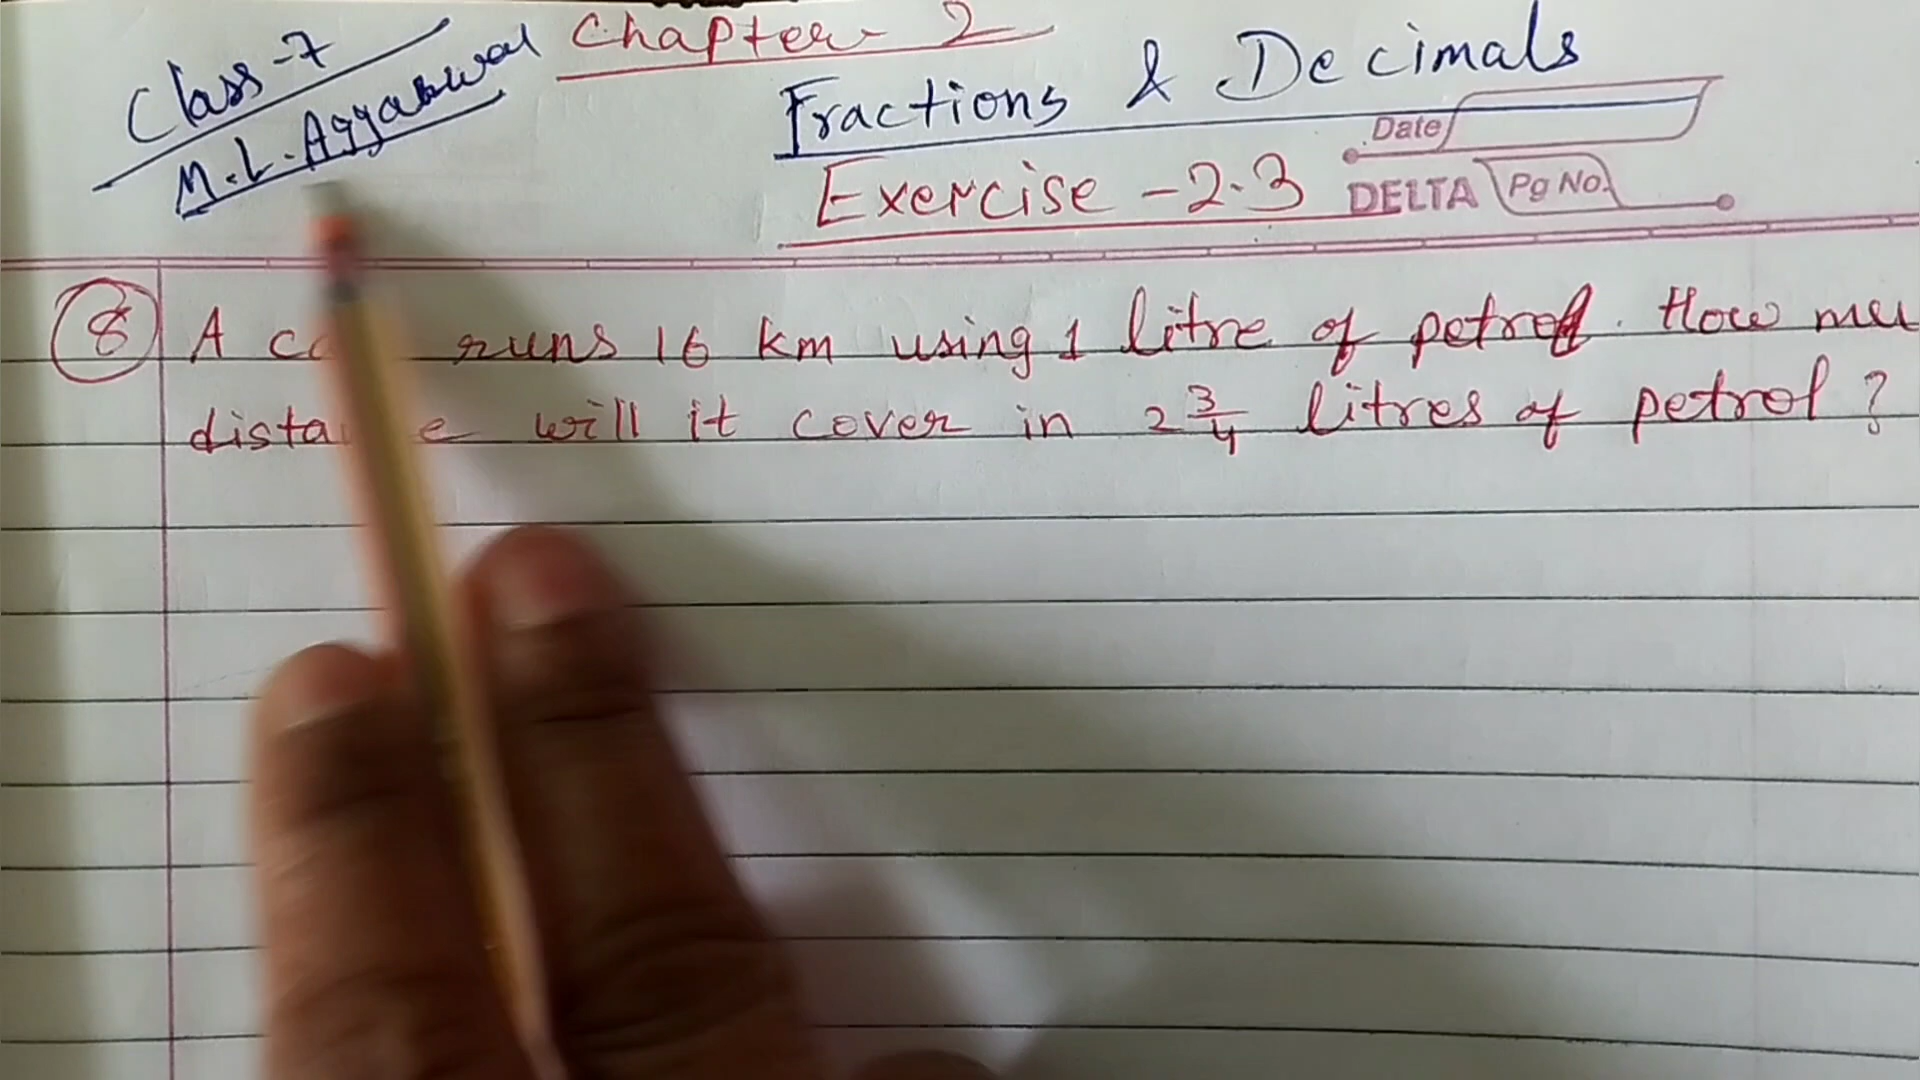 Class-7
M.L. Aggarwal
Chapter- 2
Fractions & Decimals
Date
Exercise -2.3
DELTA Pg No.
8 A runs 16 km using 1 litre of petrol. How
will it cover in 2 3/4 litres of petrol?